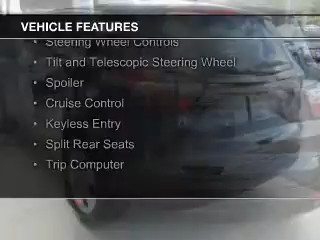 VEHICLE FEATURES
• Steering Wheel Controls
• Tilt and Telescopic Steering Wheel
• Spoiler
• Cruise Control
• Keyless Entry
• Split Rear Seats
• Trip Computer